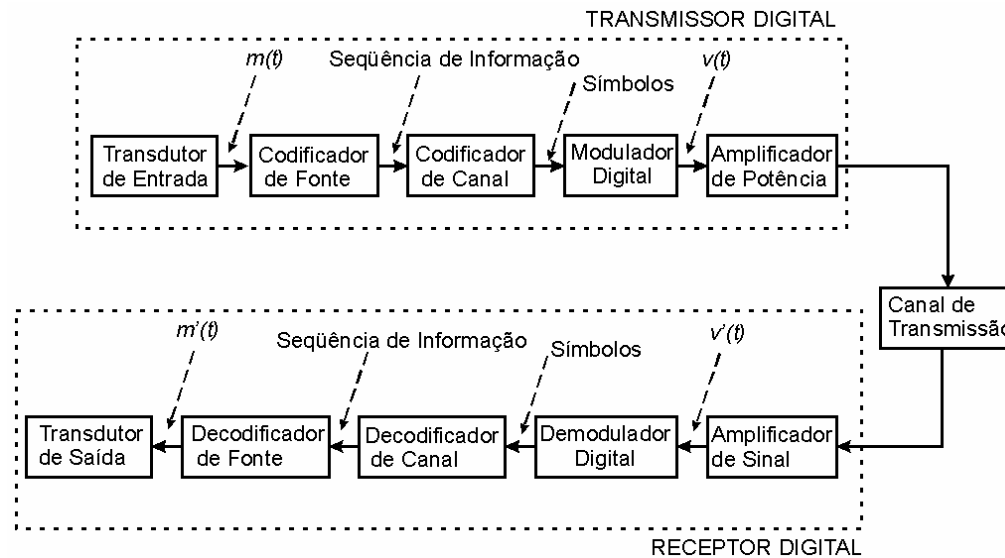 TRANSMISSOR DIGITAL
m(t)
Seqüência de Informação
Símbolos
v(t)
Transdutor
de Entrada
Codificador
de Fonte
Codificador
de Canal
Modulador
Digital
Amplificador
de Potência
Canal de
Transmissão
m'(t)
Seqüência de Informação
Símbolos
v'(t)
Transdutor
de Saída
Decodificador
de Fonte
Decodificador
de Canal
Demodulador
Digital
Amplificador
de Sinal
RECEPTOR DIGITAL